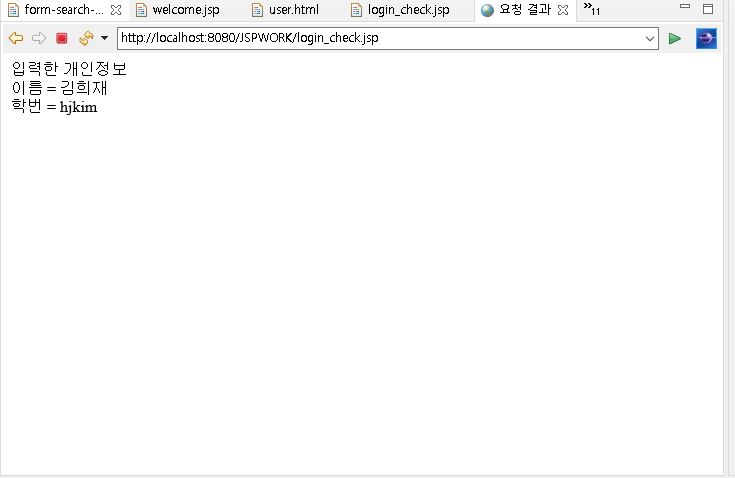 form-search-...
welcome.jsp
user.html
login_check.jsp
요청 결과
»11
http://localhost:8080/JSPWORK/login_check.jsp
입력한 개인정보
이름 = 김희재
학번 = hjkim